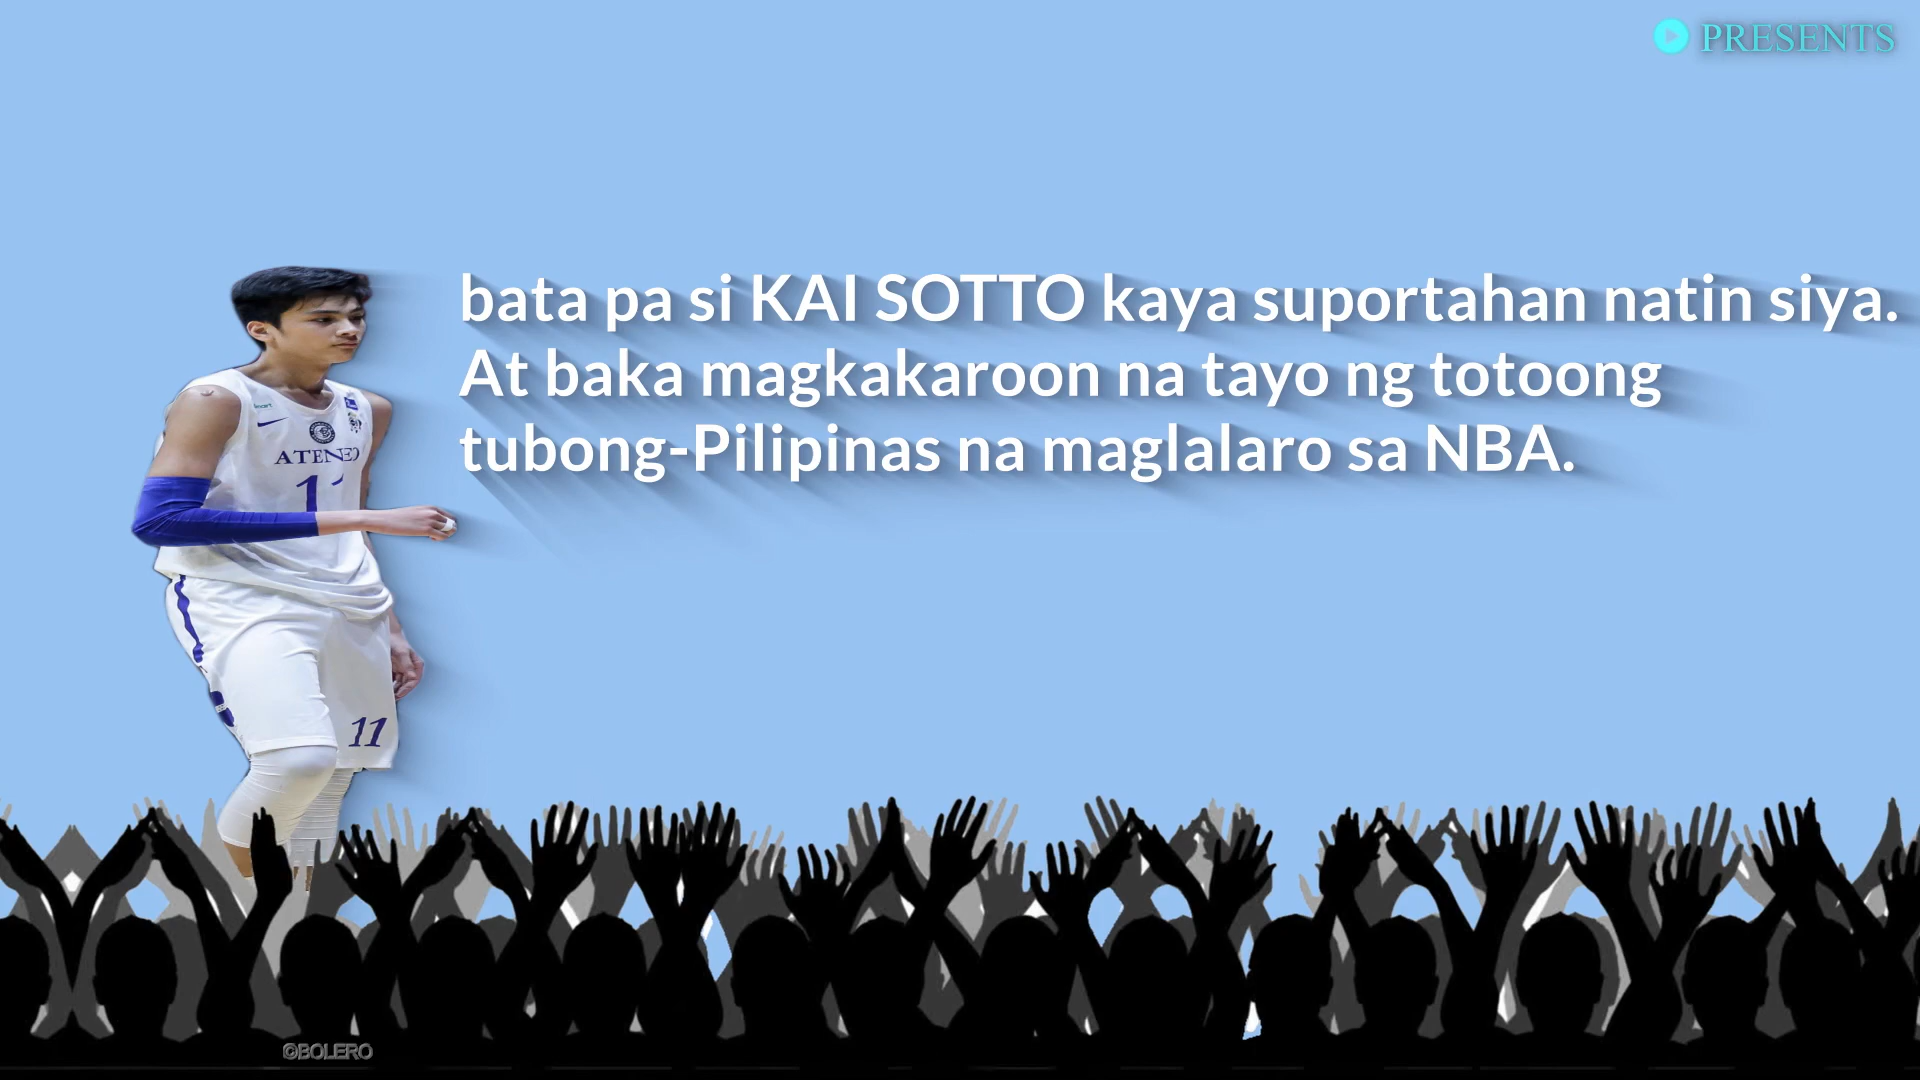 PRESENTS
bata pa si KAI SOTTO kaya suportahan natin siya.
At baka magkakaroon na tayo ng totoong
tubong-Pilipinas na maglalaro sa NBA.
ATENEO
11
11
©BOLERO